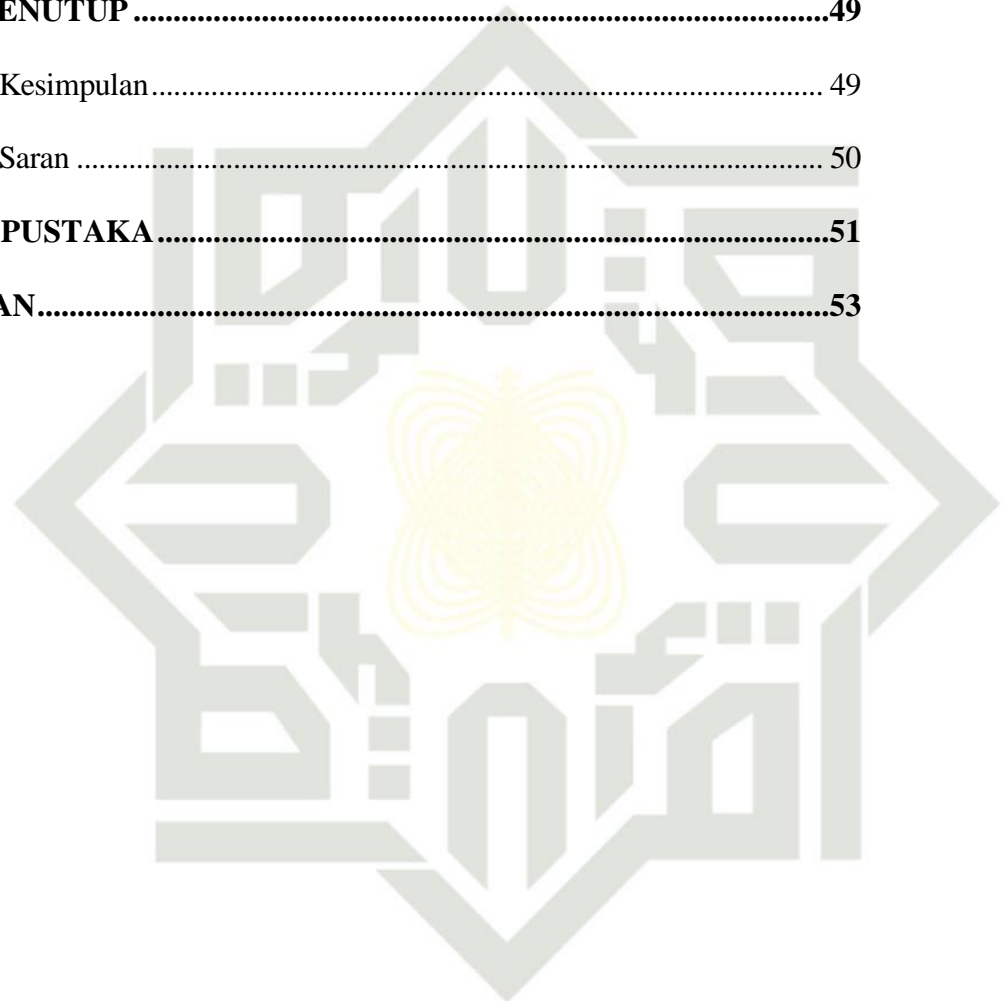 ENUTUP ........................................................................................49
Kesimpulan.......................................................................................... 49
Saran ................................................................................................... 50
PUSTAKA.......................................................................................51
AN......................................................................................................53